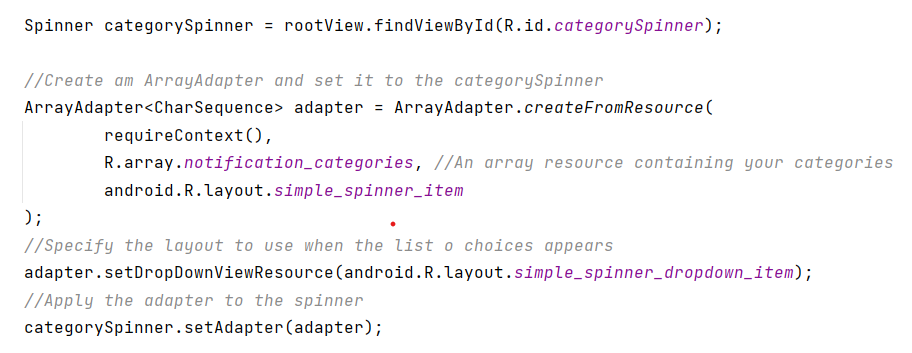 Spinner categorySpinner = rootView.findViewById(R.id.categorySpinner);
//Create am ArrayAdapter and set it to the categorySpinner
ArrayAdapter<CharSequence> adapter = ArrayAdapter.createFromResource(
requireContext(),
R.array.notification_categories, //An array resource containing your categories
android.R.layout.simple_spinner_item
);
//Specify the layout to use when the list o choices appears
adapter.setDropDownViewResource(android.R.layout.simple_spinner_dropdown_item);
//Apply the adapter to the spinner
categorySpinner.setAdapter(adapter);